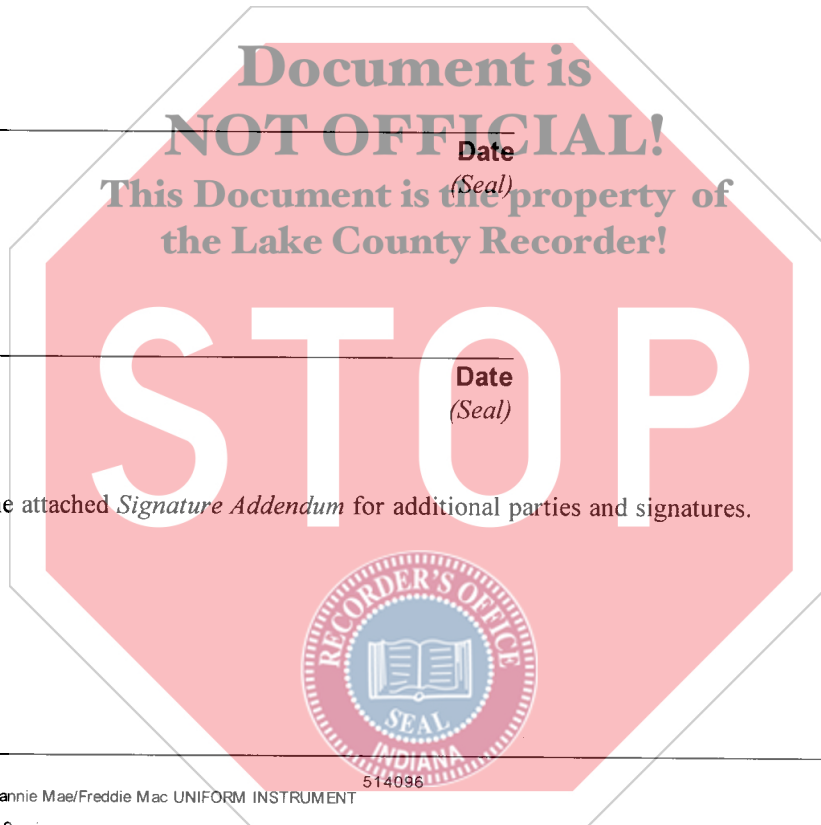 Document is
NOT OFFICIAL!
Date
(Seal)
This Document is the property of
the Lake County Recorder!
STOP
Date
(Seal)
attached Signature Addendum for additional parties and signatures.
RECORDER'S OFFICE
SEAL
INDIANA
514096
annie Mae/Freddie Mac UNIFORM INSTRUMENT